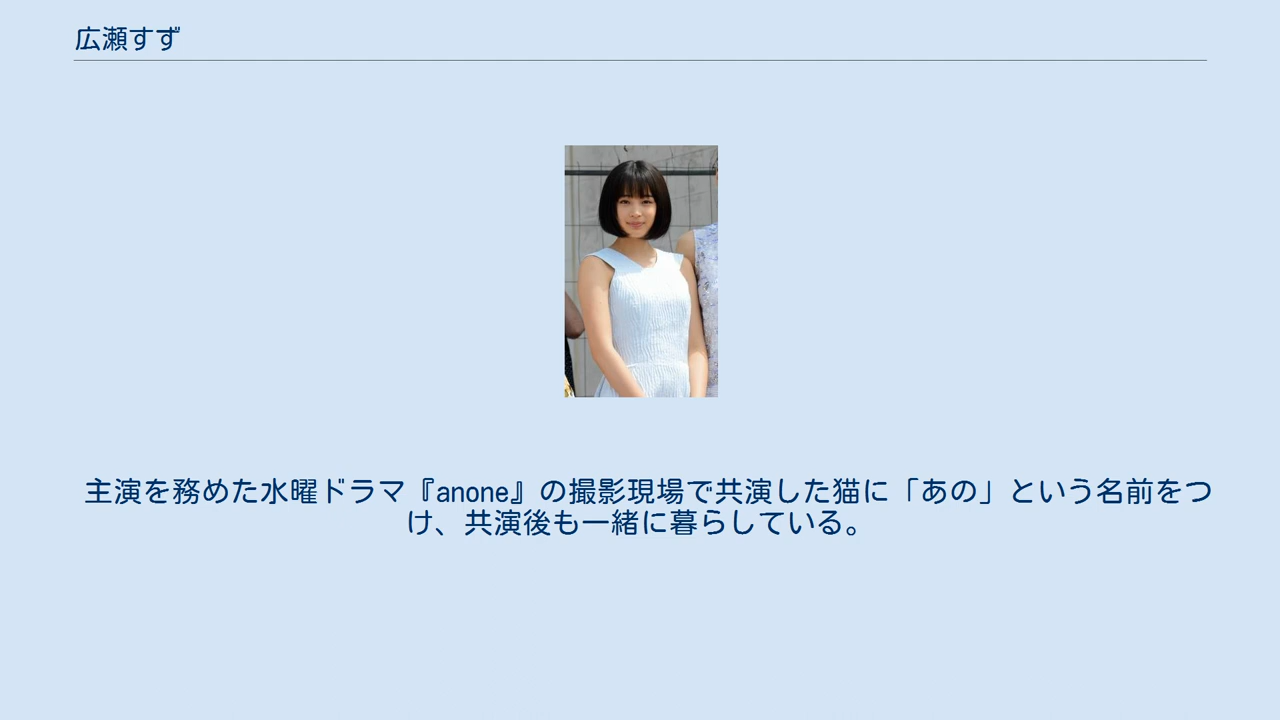 広瀬すず
主演を務めた水曜ドラマ『anone』の撮影現場で共演した猫に「あの」という名前をつ
け、共演後も一緒に暮らしている。